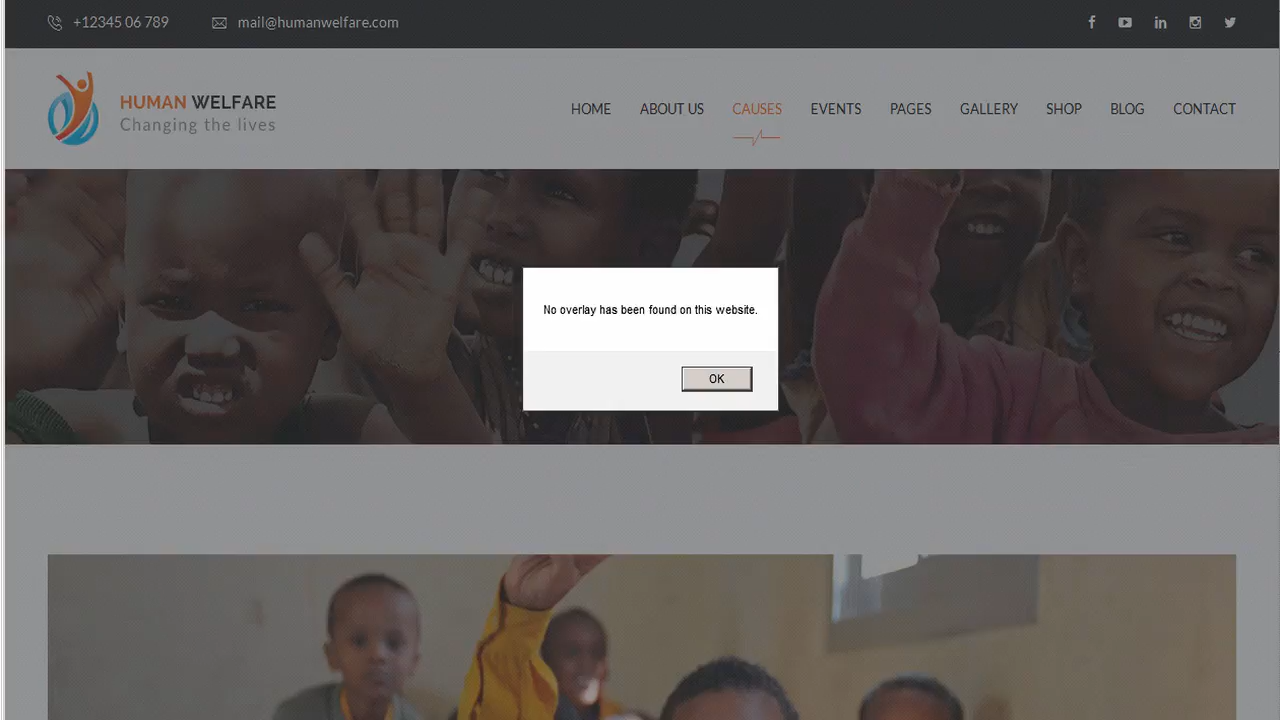 +12345 06 789
mail@humanwelfare.com
HUMAN WELFARE
Changing the lives
HOME
ABOUT US
CAUSES
EVENTS
PAGES
GALLERY
SHOP
BLOG
CONTACT
No overlay has been found on this website.
OK